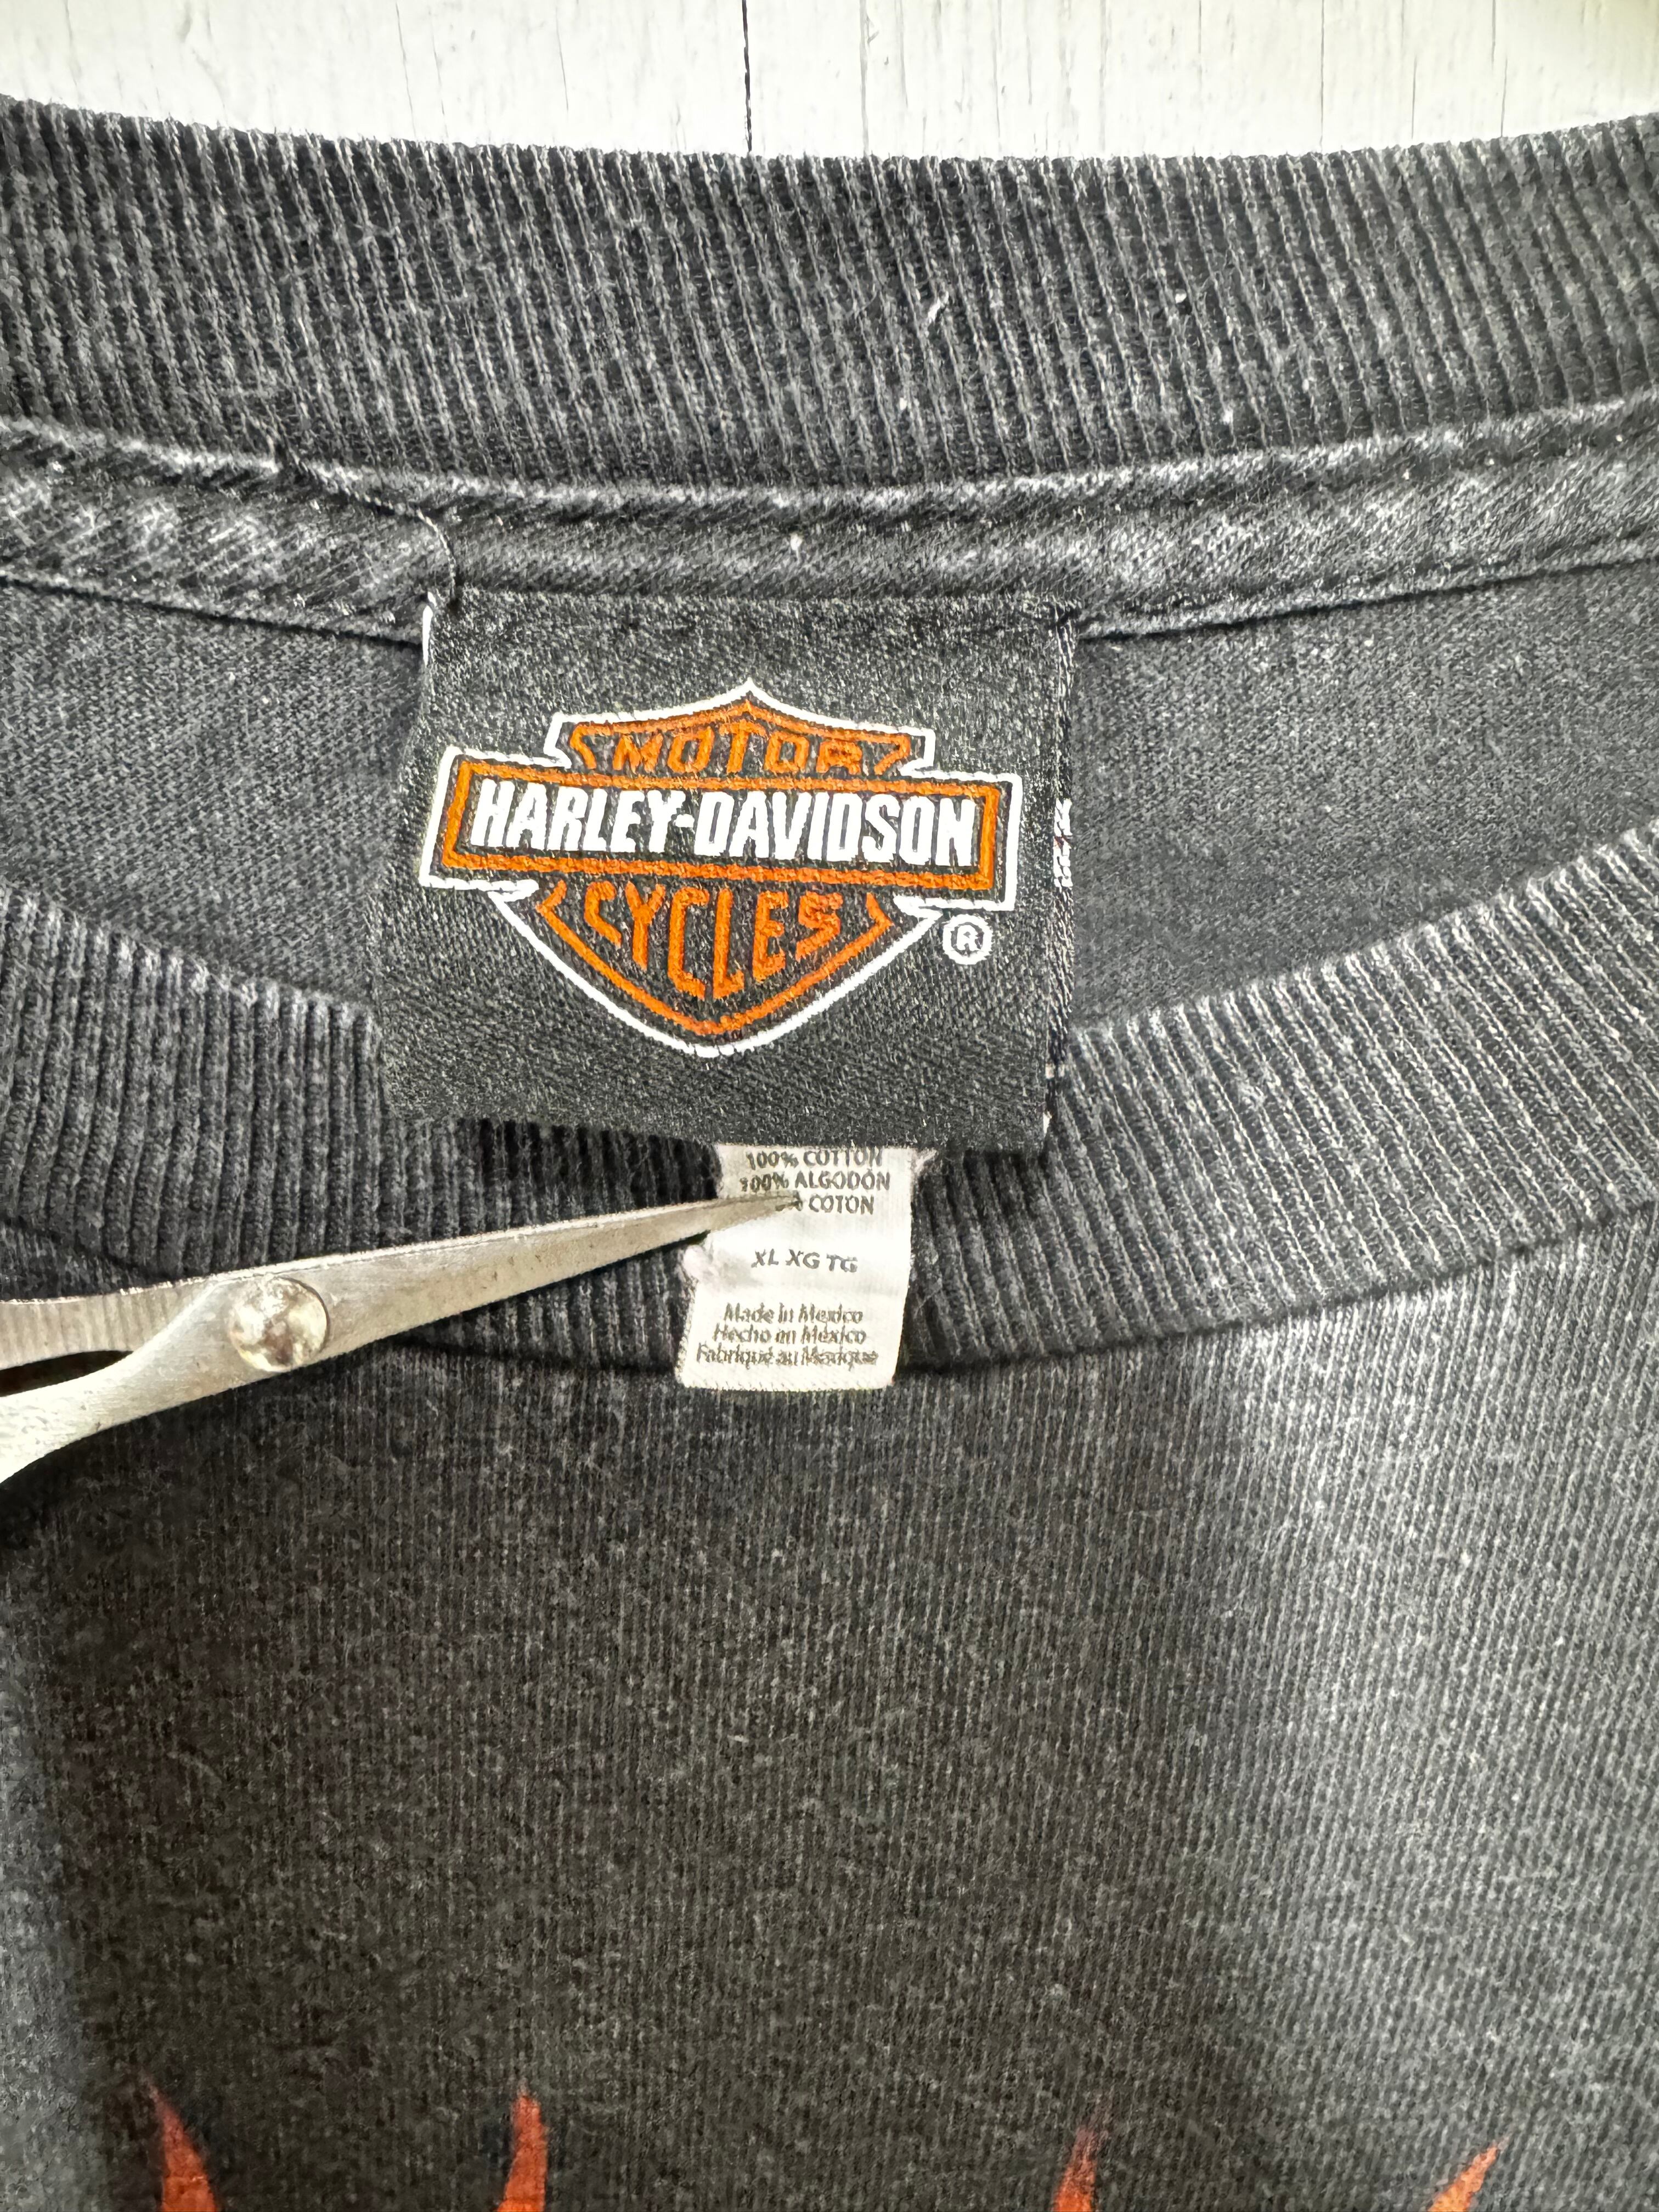 MOTOR
HARLEY-DAVIDSON
CYCLES
®
100% COTTON
100% ALGODÓN
COTON
XL XG TG
Made in Mexico
Hecho en México
Fabriqué au Mexique